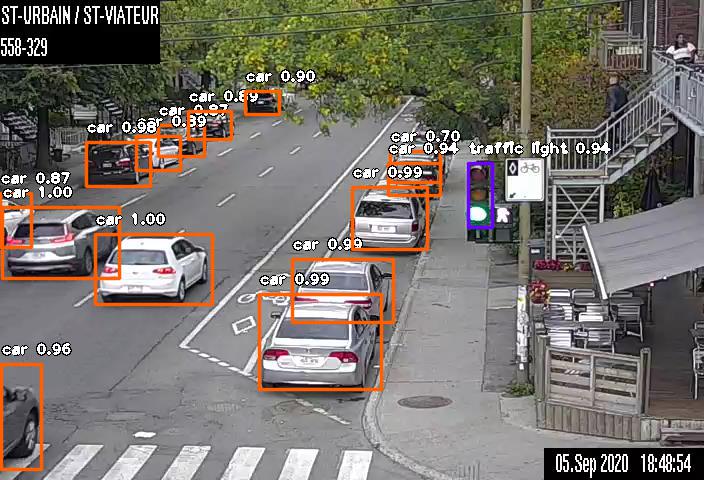 ST-URBAIN / ST-VIATEUR
558-329
car 0.90
car 0.89
car 0.87
car 0.89
car 0.98
car 0.70
car 0.94 traffic light 0.94
car 0.99
car 0.87
car 1.00
car 1.00
car 0.99
car 0.99
car 0.96
05.Sep 2020 18:48:54